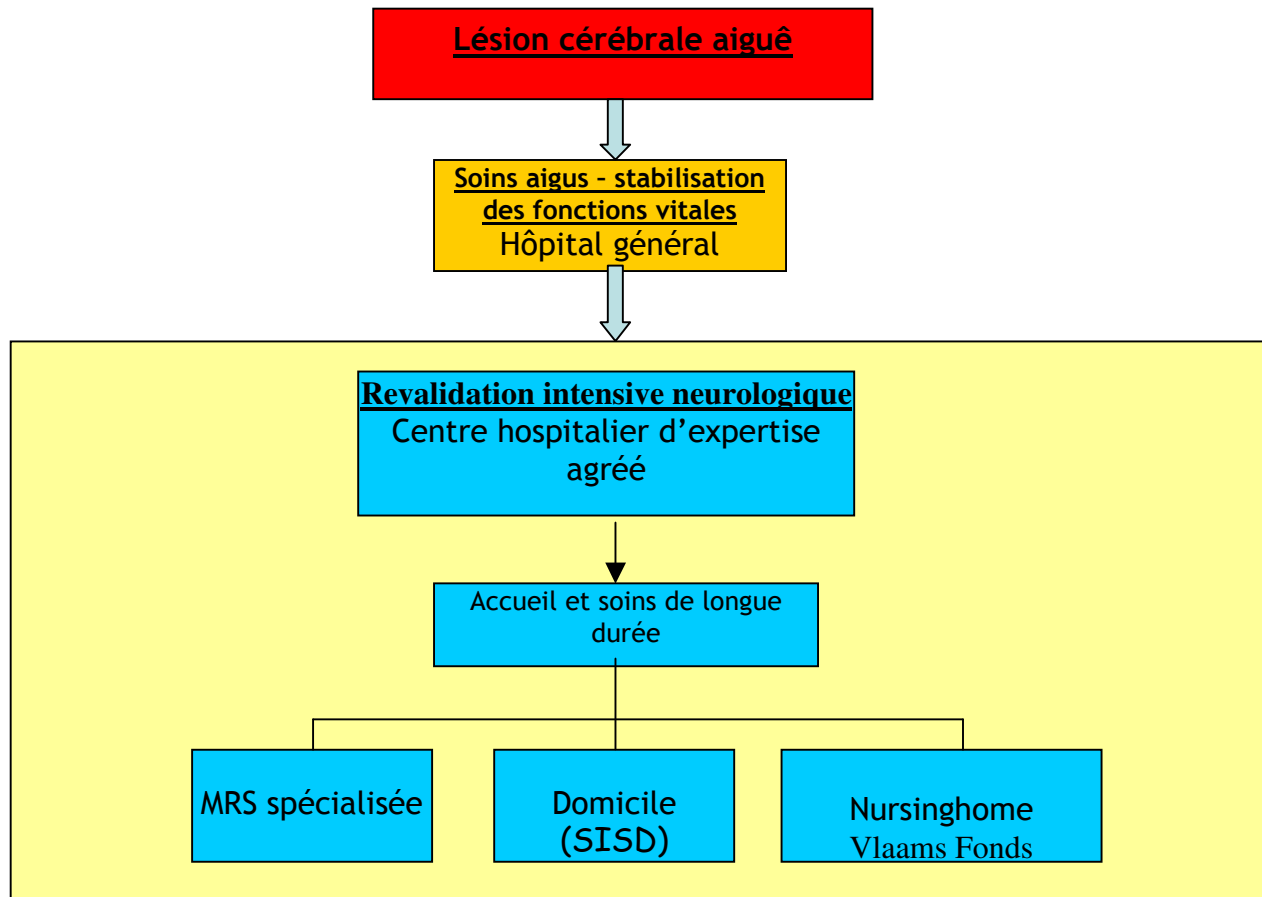 Lésion cérébrale aiguê
Soins aigus – stabilisation
des fonctions vitales
Hôpital général
Revalidation intensive neurologique
Centre hospitalier d’expertise
agréé
Accueil et soins de longue
durée
MRS spécialisée
Domicile
(SISD)
Nursinghome
Vlaams Fonds